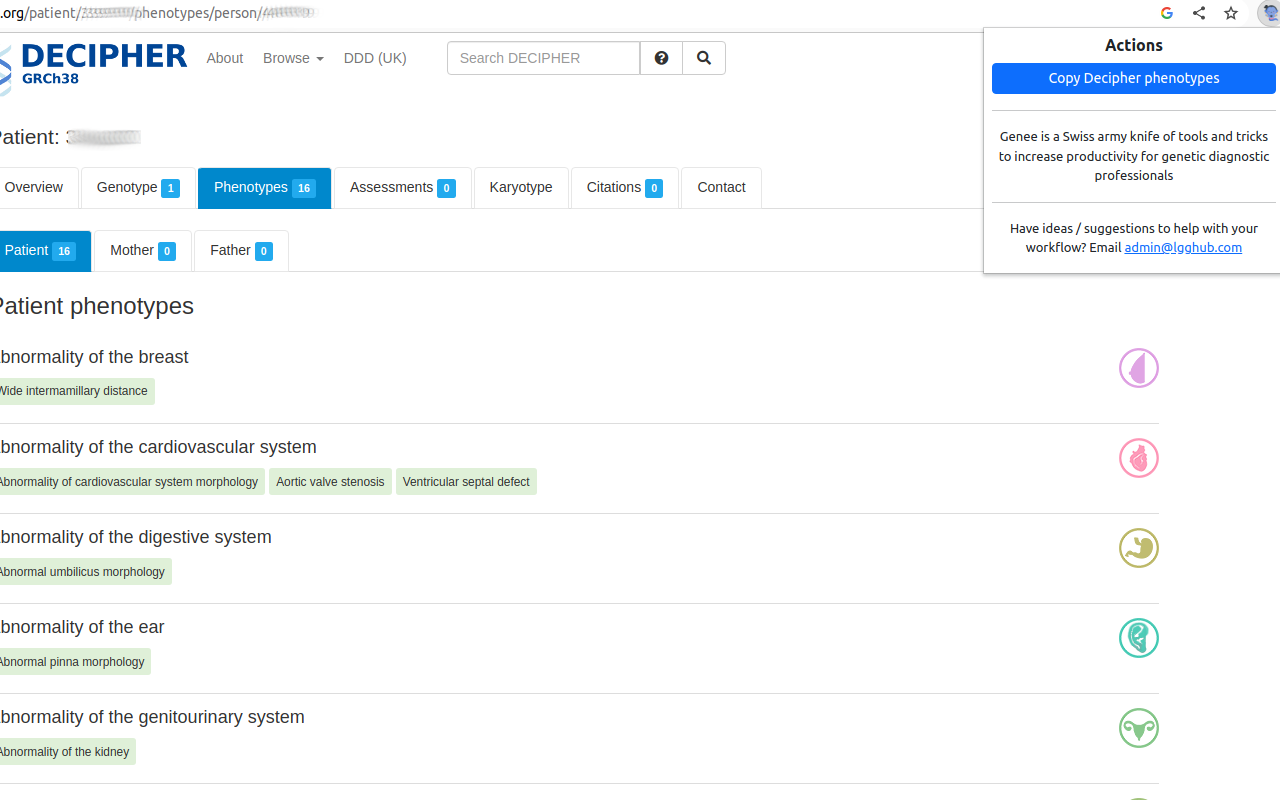 .org/patient/ /phenotypes/person/
DECIPHER
GRCh38
About Browse DDD (UK)
Search DECIPHER
Actions
Copy Decipher phenotypes
Genee is a Swiss army knife of tools and tricks
to increase productivity for genetic diagnostic
professionals
Have ideas / suggestions to help with your
workflow? Email admin@lgghub.com
Patient:
Overview Genotype 1 Phenotypes 16 Assessments 0 Karyotype Citations 0 Contact
Patient 16 Mother 0 Father 0
Patient phenotypes
bnormality of the breast
Wide intermamillary distance
bnormality of the cardiovascular system
Abnormality of cardiovascular system morphology Aortic valve stenosis Ventricular septal defect
bnormality of the digestive system
Abnormal umbilicus morphology
bnormality of the ear
Abnormal pinna morphology
bnormality of the genitourinary system
Abnormality of the kidney